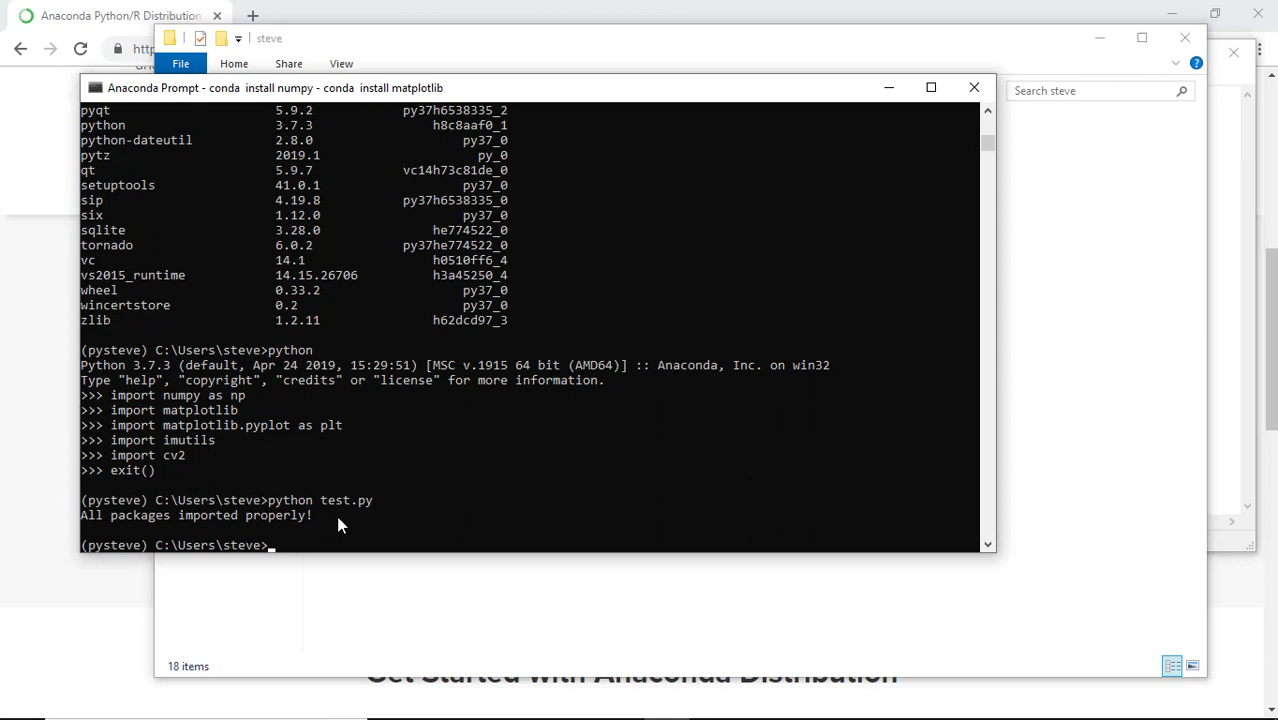 Anaconda Python/R Distribution
steve
File Home Share View
Anaconda Prompt - conda install numpy - conda install matplotlib
Search steve
pyqt 5.9.2 py37h6538335_2
python 3.7.3 h8c8aaf0_1
python-dateutil 2.8.0 py37_0
pytz 2019.1 py_0
qt 5.9.7 vc14h73c81de_0
setuptools 41.0.1 py37_0
sip 4.19.8 py37h6538335_0
six 1.12.0 py37_0
sqlite 3.28.0 he774522_0
tornado 6.0.2 py37he774522_0
vc 14.1 h0510ff6_4
vs2015_runtime 14.15.26706 h3a45250_4
wheel 0.33.2 py37_0
wincertstore 0.2 py37_0
zlib 1.2.11 h62dcd97_3
(pysteve) C:\Users\steve>python
Python 3.7.3 (default, Apr 24 2019, 15:29:51) [MSC v.1915 64 bit (AMD64)] :: Anaconda, Inc. on win32
Type "help", "copyright", "credits" or "license" for more information.
>>> import numpy as np
>>> import matplotlib
>>> import matplotlib.pyplot as plt
>>> import imutils
>>> import cv2
>>> exit()
(pysteve) C:\Users\steve>python test.py
All packages imported properly!
(pysteve) C:\Users\steve>
18 items
Get Started with Anaconda Distribution